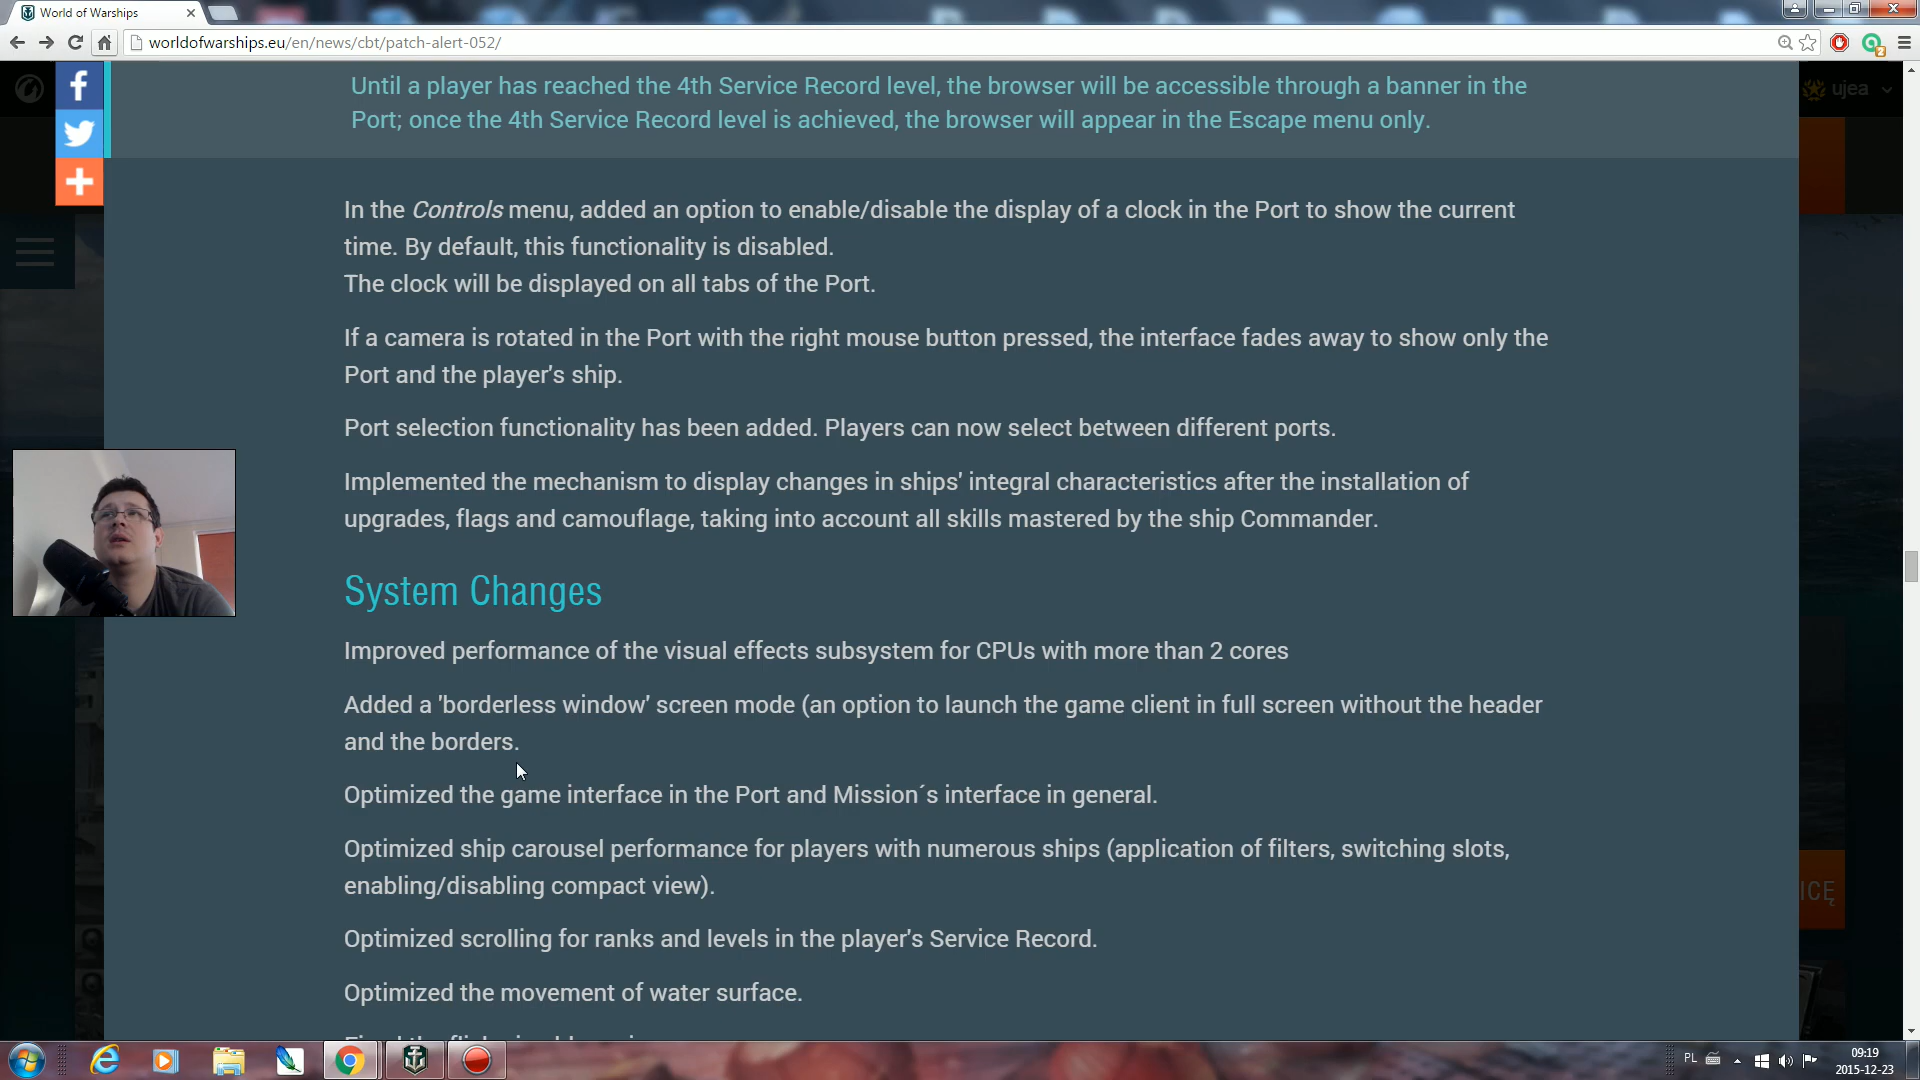 World of Warships
worldofwarships.eu/en/news/cbt/patch-alert-052/
Until a player has reached the 4th Service Record level, the browser will be accessible through a banner in the
Port; once the 4th Service Record level is achieved, the browser will appear in the Escape menu only.
ujea
In the Controls menu, added an option to enable/disable the display of a clock in the Port to show the current
time. By default, this functionality is disabled.
The clock will be displayed on all tabs of the Port.
If a camera is rotated in the Port with the right mouse button pressed, the interface fades away to show only the
Port and the player's ship.
Port selection functionality has been added. Players can now select between different ports.
Implemented the mechanism to display changes in ships' integral characteristics after the installation of
upgrades, flags and camouflage, taking into account all skills mastered by the ship Commander.
System Changes
Improved performance of the visual effects subsystem for CPUs with more than 2 cores
Added a 'borderless window' screen mode (an option to launch the game client in full screen without the header
and the borders.
Optimized the game interface in the Port and Mission´s interface in general.
Optimized ship carousel performance for players with numerous ships (application of filters, switching slots,
enabling/disabling compact view).
ICĘ
Optimized scrolling for ranks and levels in the player's Service Record.
Optimized the movement of water surface.
PL
09:19
2015-12-23